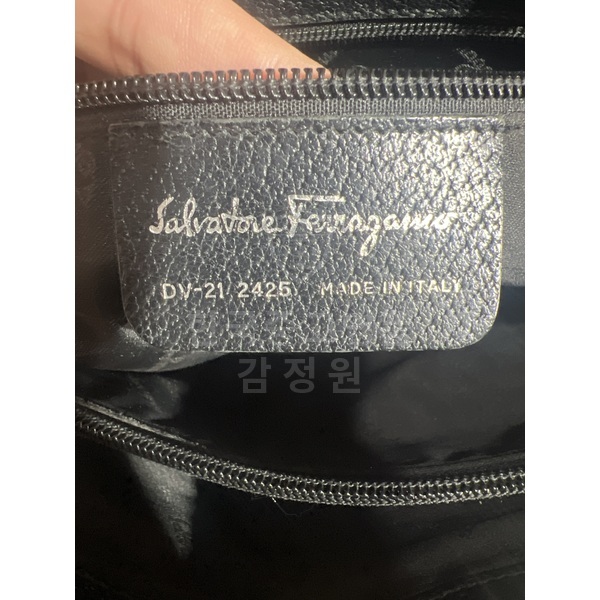 Salvatore Ferragamo
DV-21 2425 MADE IN ITALY
감정원